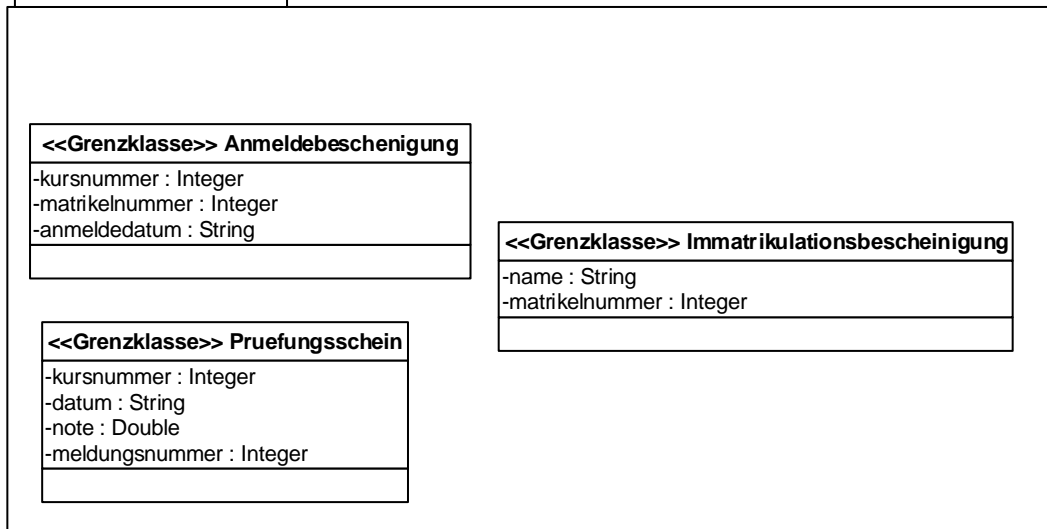 <<Grenzklasse>> Anmeldebeschenigung
-kursnummer : Integer
-matrikelnummer : Integer
-anmeldedatum : String
<<Grenzklasse>> Immatrikulationsbescheinigung
-name : String
-matrikelnummer : Integer
<<Grenzklasse>> Pruefungsschein
-kursnummer : Integer
-datum : String
-note : Double
-meldungsnummer : Integer